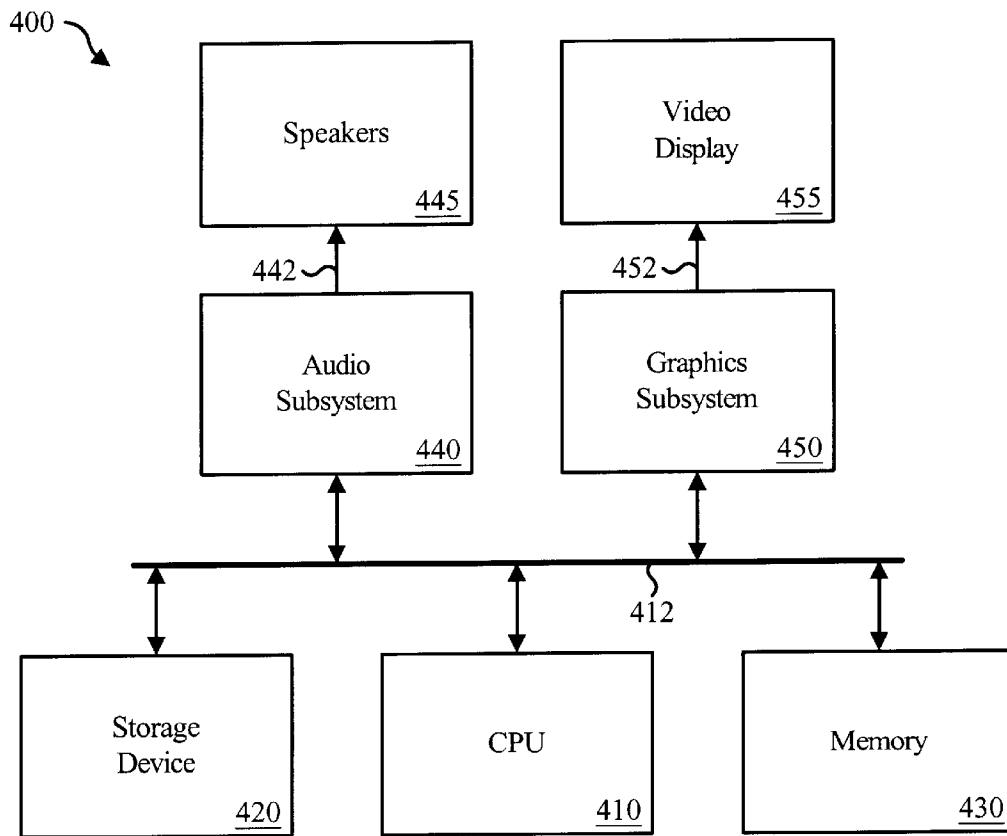 400
Speakers
445
Video
Display
455
442
452
Audio
Subsystem
440
Graphics
Subsystem
450
412
Storage
Device
420
CPU
410
Memory
430